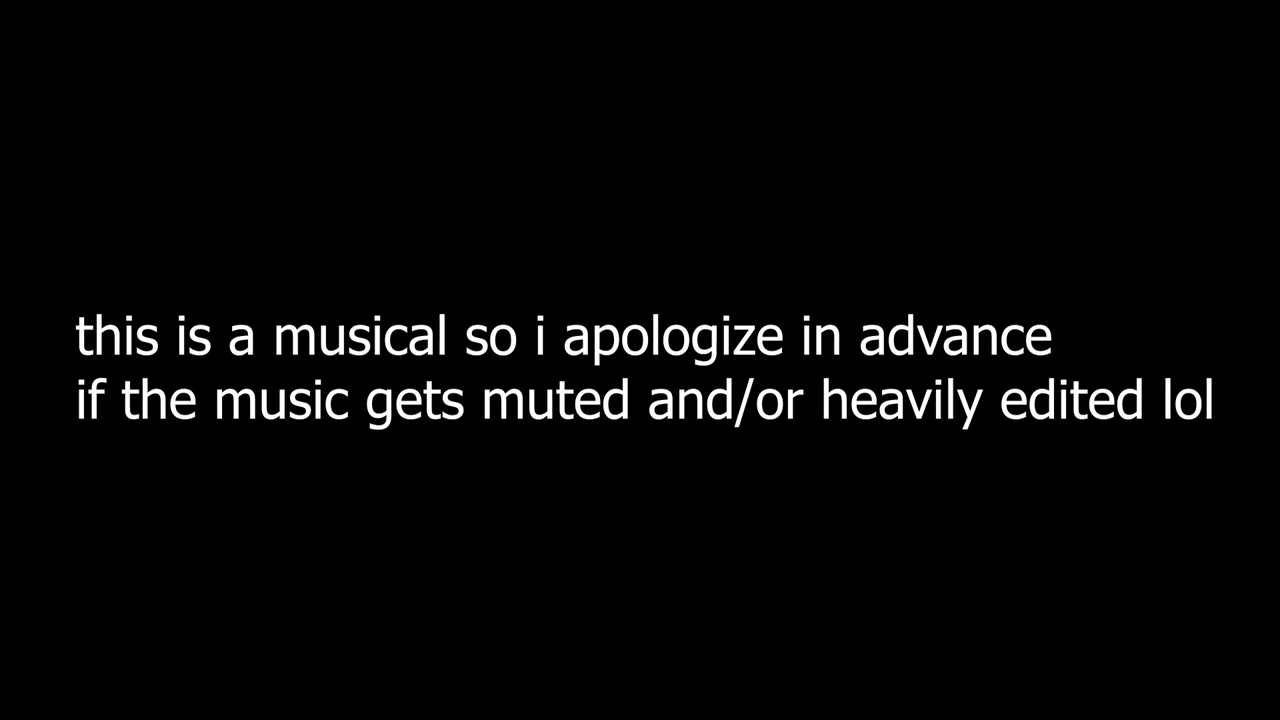 this is a musical so i apologize in advance
if the music gets muted and/or heavily edited lol